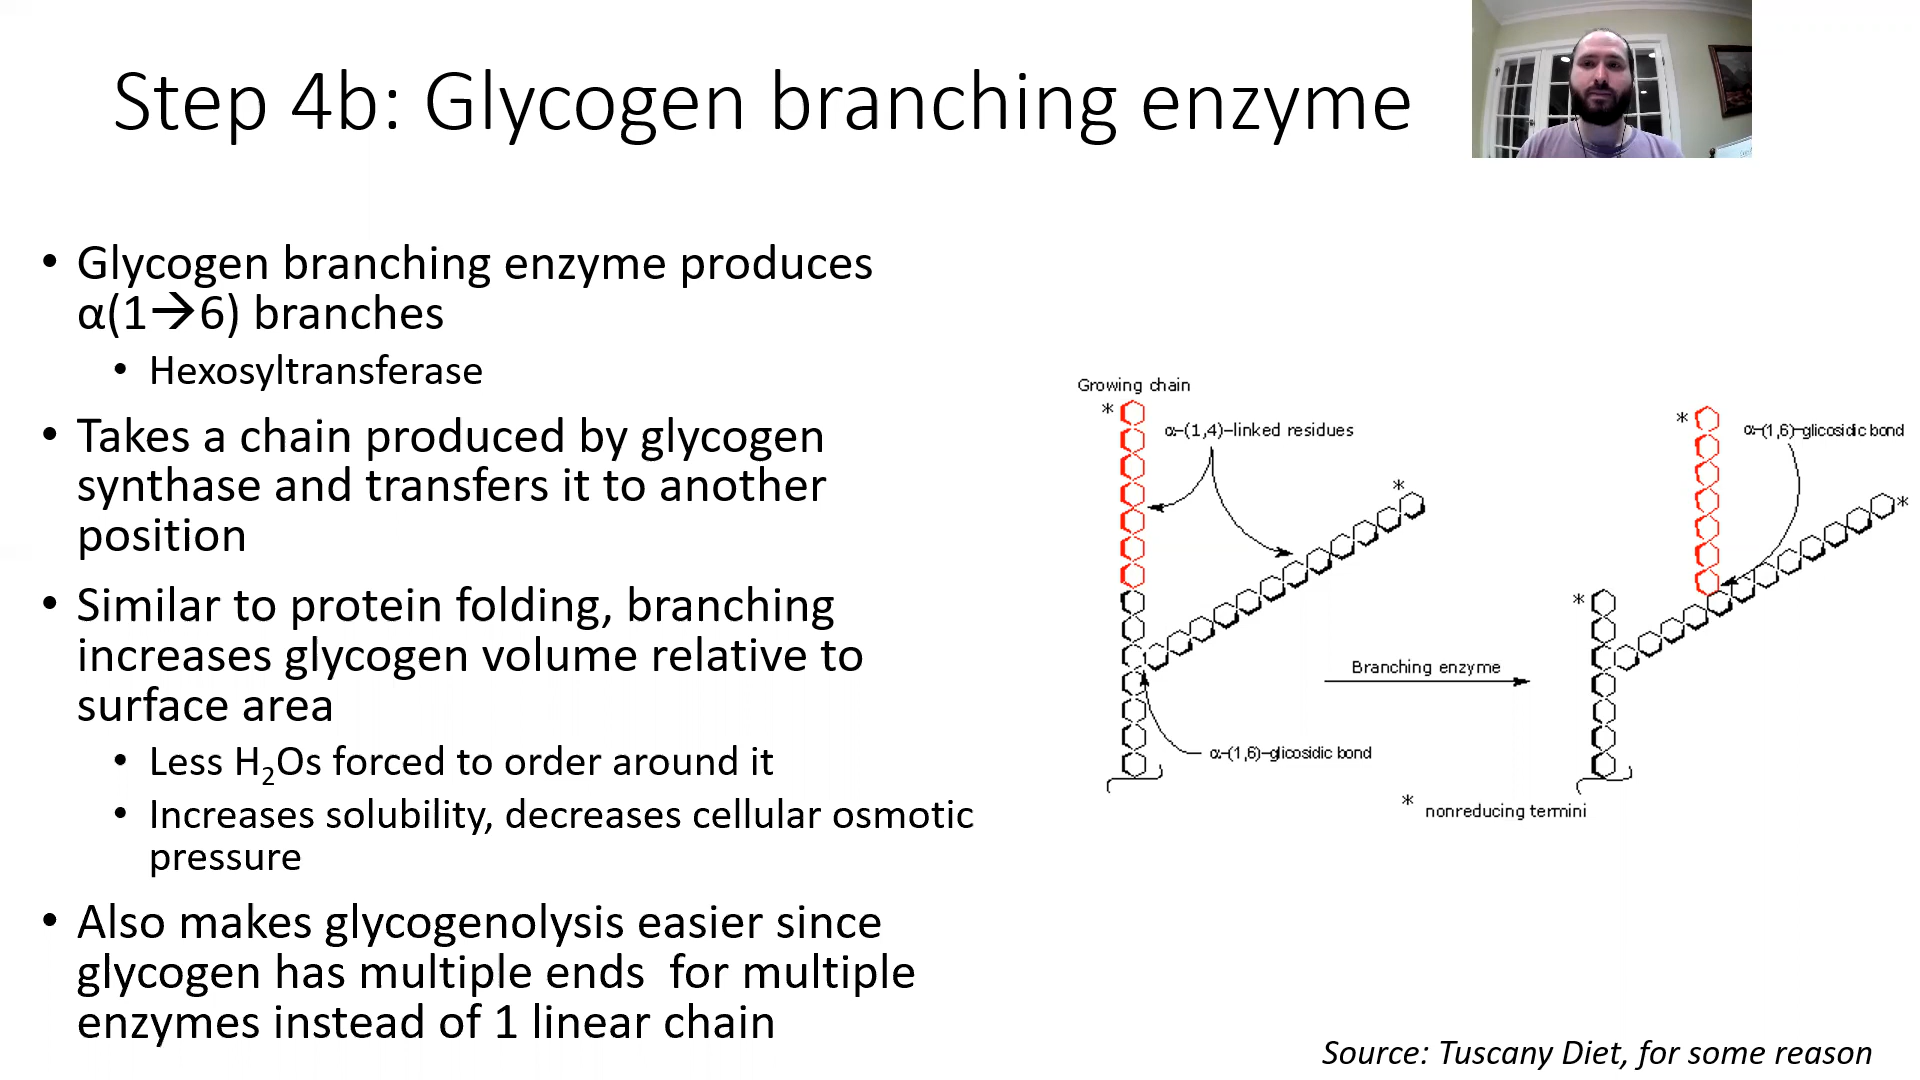 Step 4b: Glycogen branching enzyme
• Glycogen branching enzyme produces
α(1→6) branches
• Hexosyltransferase
• Takes a chain produced by glycogen
synthase and transfers it to another
position
• Similar to protein folding, branching
increases glycogen volume relative to
surface area
• Less H₂Os forced to order around it
• Increases solubility, decreases cellular osmotic
pressure
• Also makes glycogenolysis easier since
glycogen has multiple ends  for multiple
enzymes instead of 1 linear chain
Growing chain
*
α-(1,4)-linked residues
*
α-(1,6)-glicosidic bond
Branching enzyme
*
α-(1,6)-glicosidic bond
*
*
* nonreducing termini
Source: Tuscany Diet, for some reason